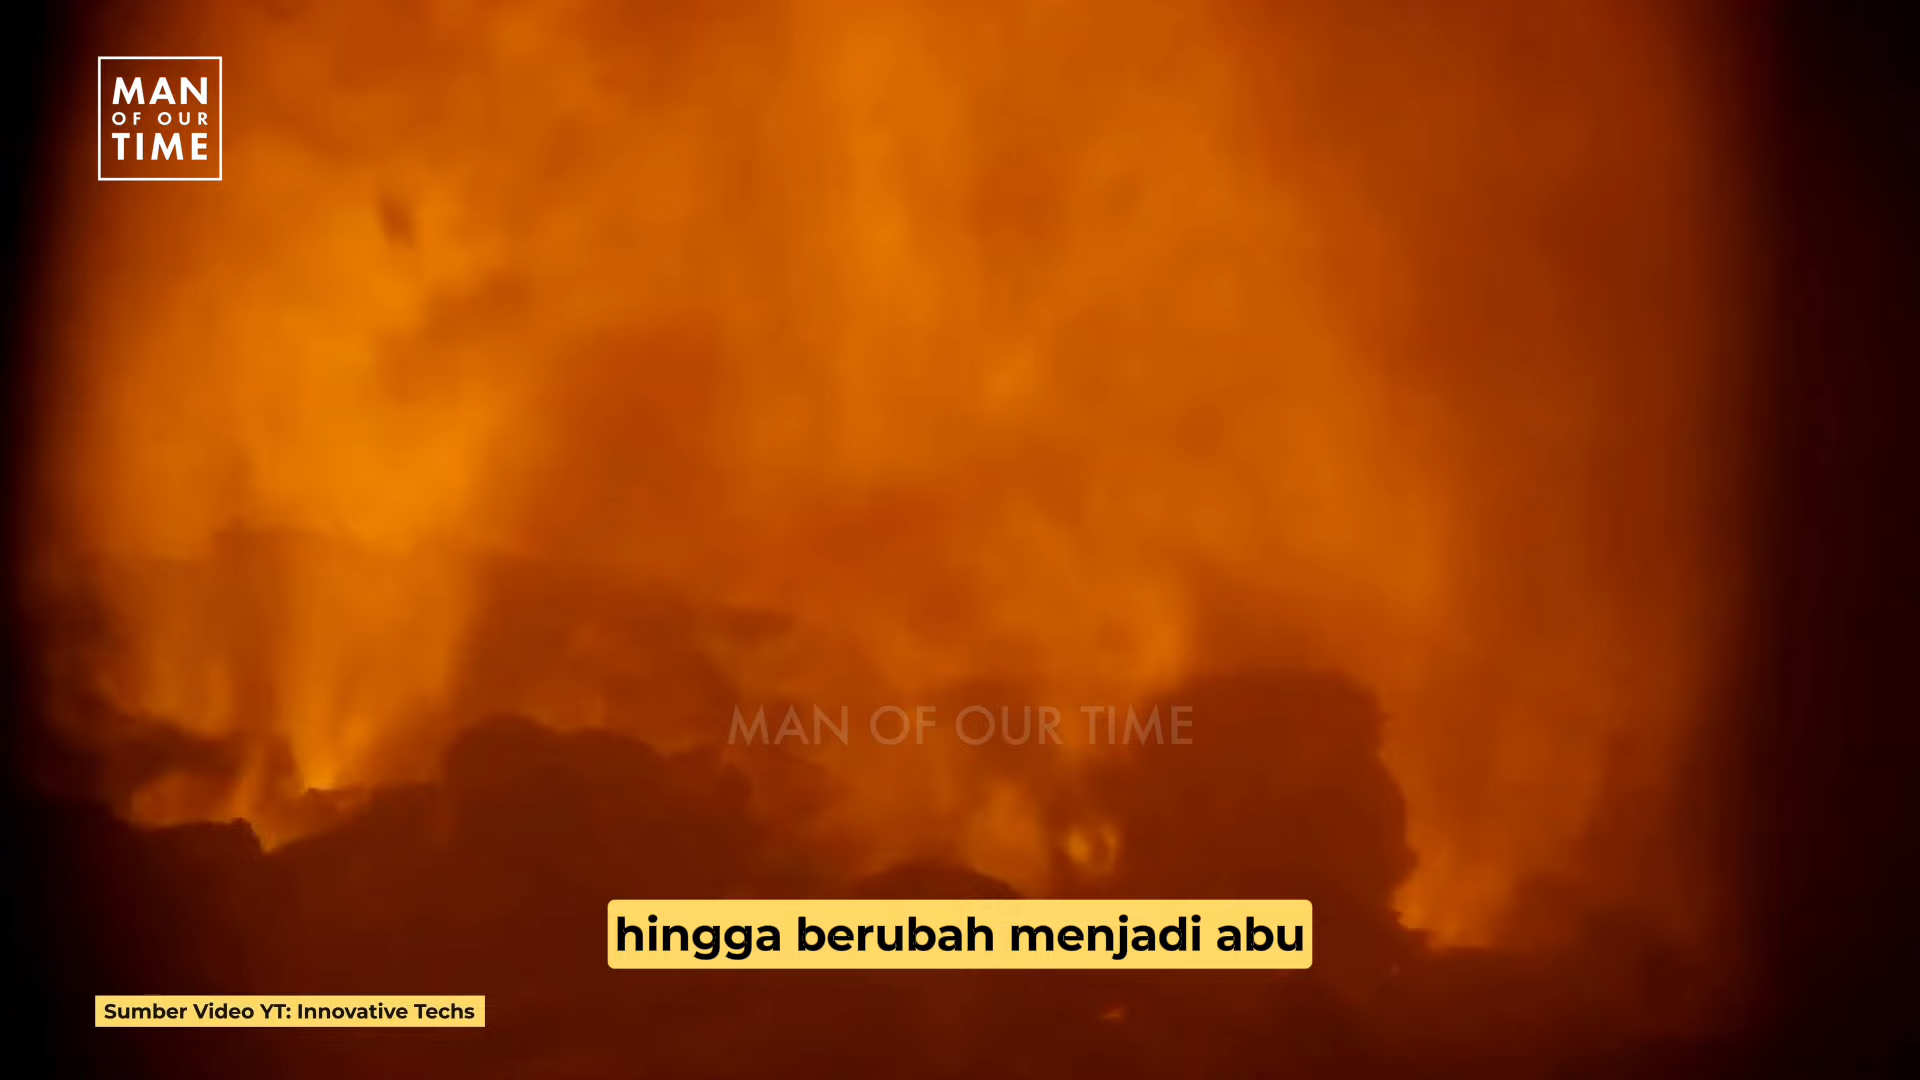 MAN
OF OUR
TIME
MAN OF OUR TIME
hingga berubah menjadi abu
Sumber Video YT: Innovative Techs